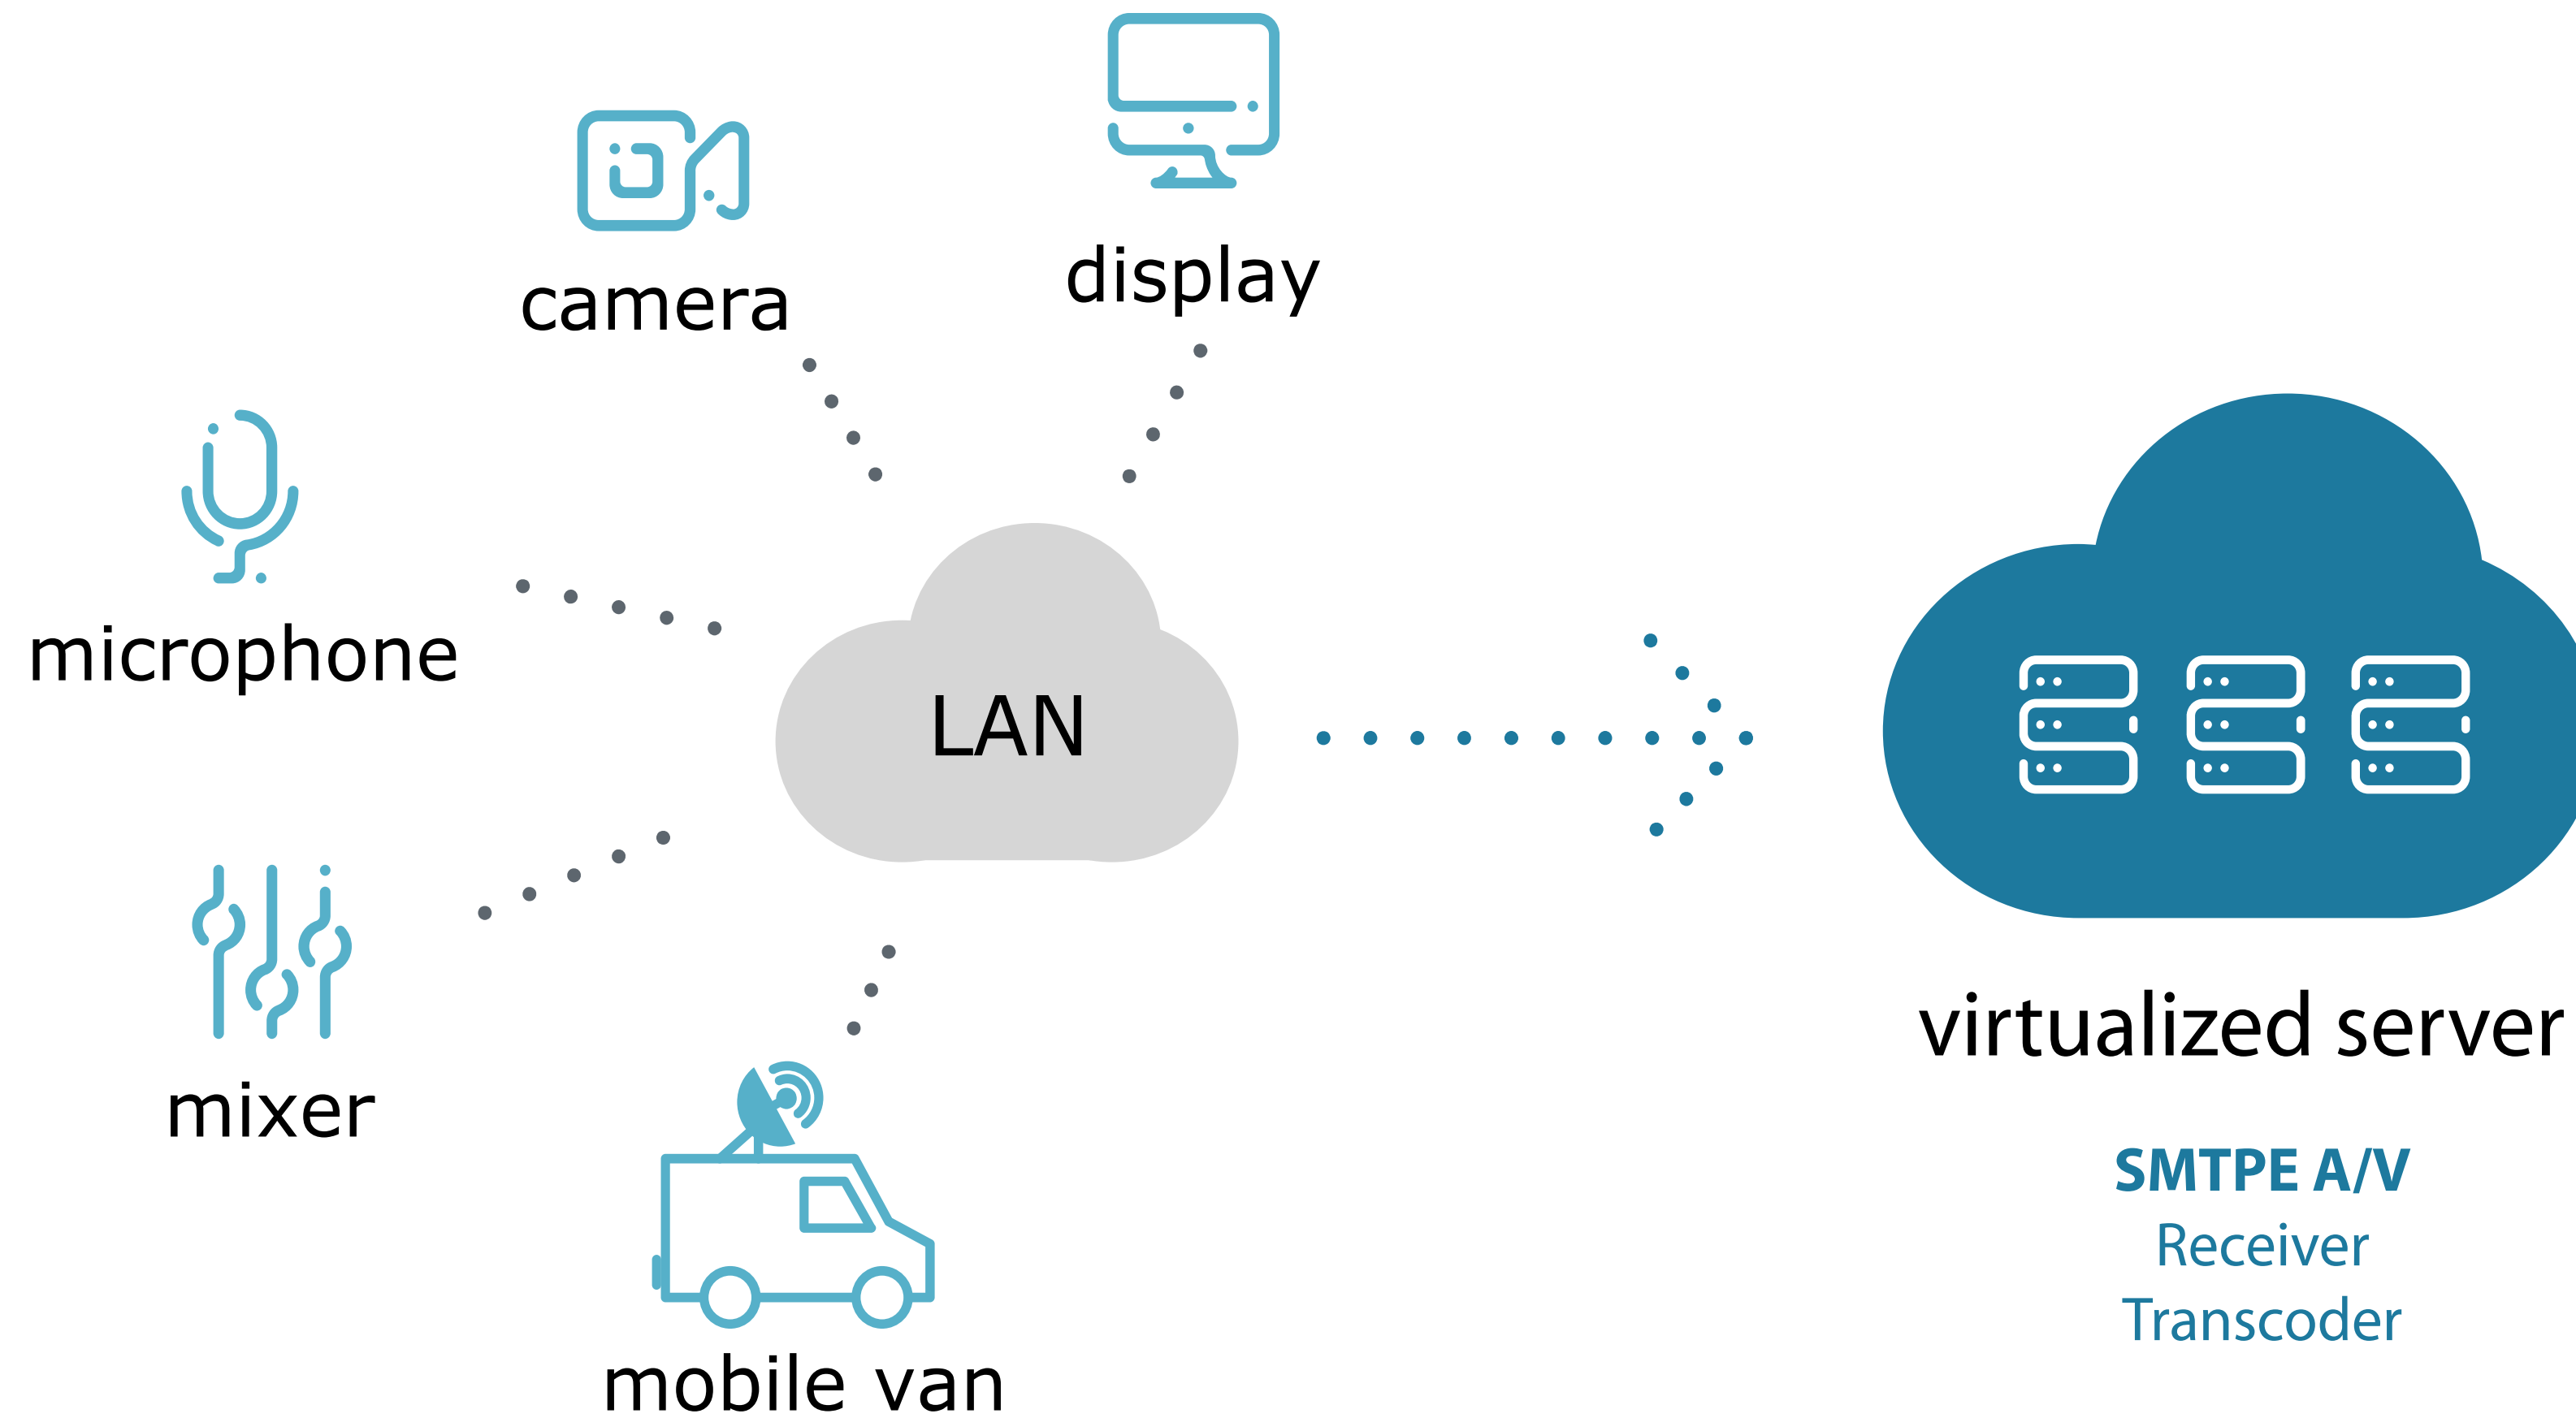 display
camera
microphone
LAN
mixer
virtualized server
SMTPE A/V
Receiver
Transcoder
mobile van